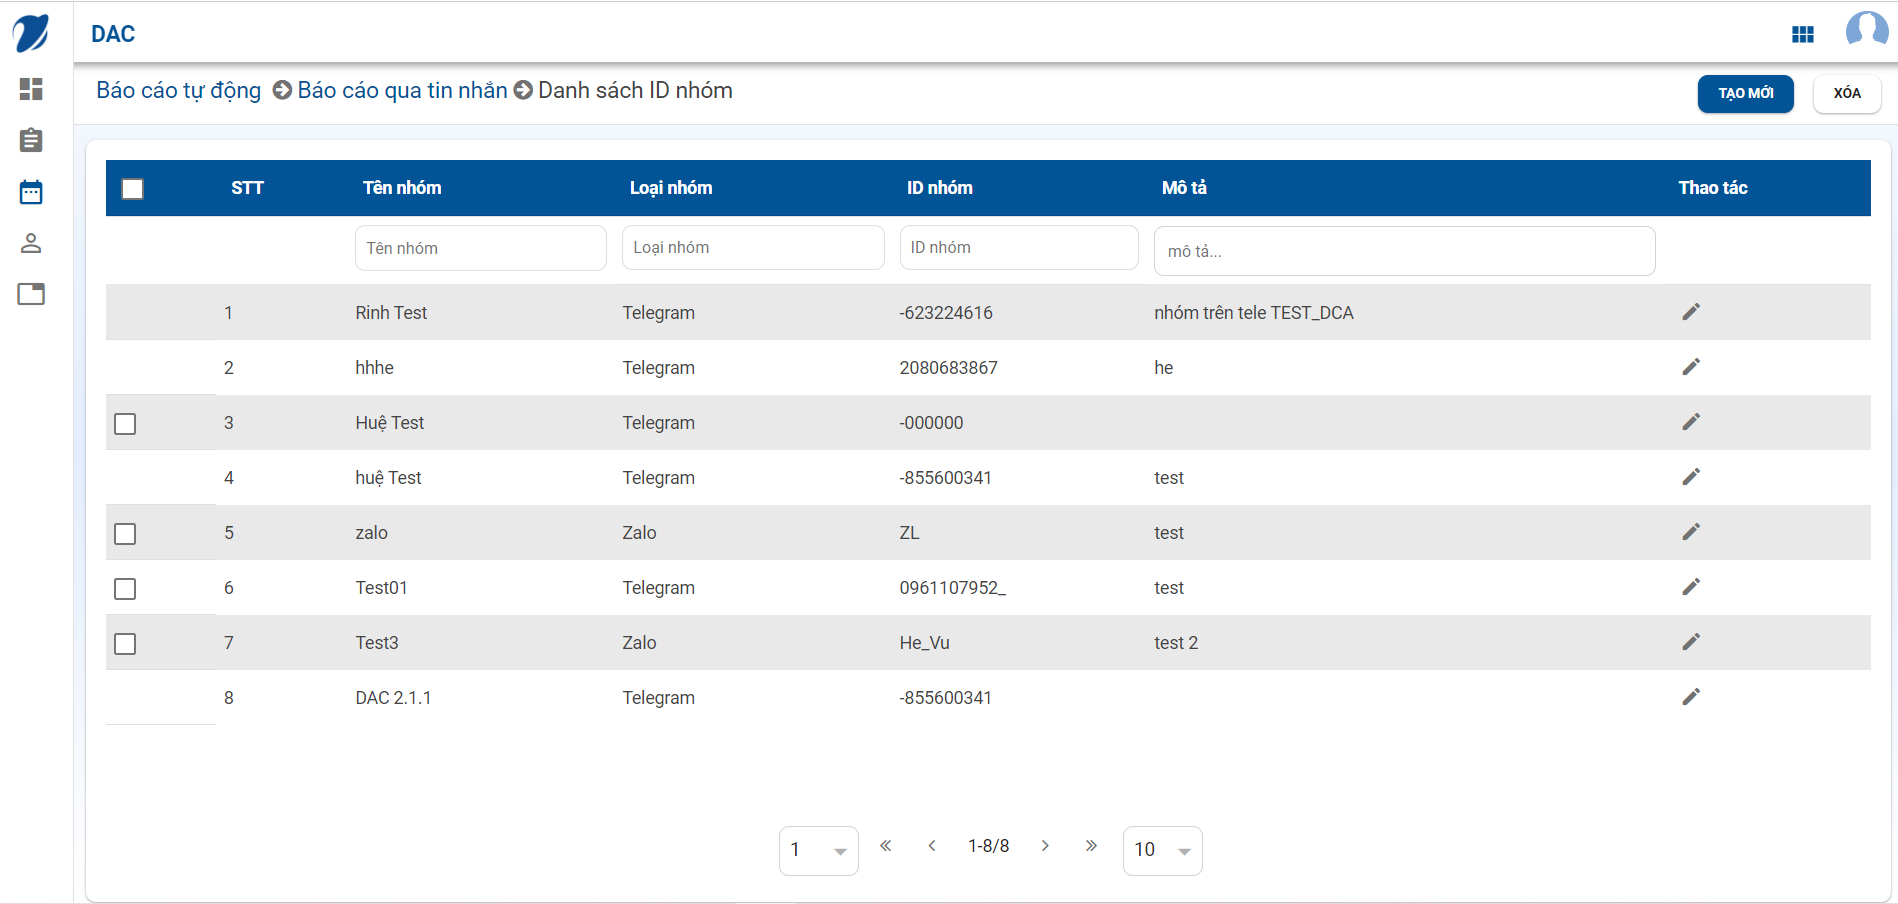 DAC
Báo cáo tự động Báo cáo qua tin nhắn Danh sách ID nhóm
TẠO MỚI XÓA
STT Tên nhóm Loại nhóm ID nhóm Mô tả Thao tác
Tên nhóm Loại nhóm ID nhóm mô tả...
1 Rinh Test Telegram -623224616 nhóm trên tele TEST_DCA
2 hhhe Telegram 2080683867 he
3 Huệ Test Telegram -000000
4 huệ Test Telegram -855600341 test
5 zalo Zalo ZL test
6 Test01 Telegram 0961107952_ test
7 Test3 Zalo He_Vu test 2
8 DAC 2.1.1 Telegram -855600341
1 « ‹ 1-8/8 › » 10